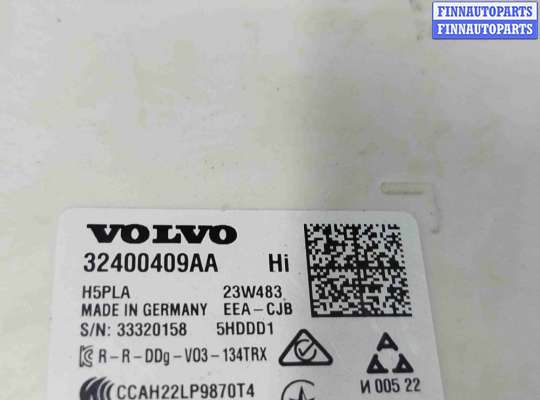 FINNAUTOPARTS
FINNAUTOPARTS
VOLVO
32400409AA Hi
H5PLA 23W483
MADE IN GERMANY EEA-CJB
S/N: 33320158 5HDDD1
R-R-DDg-V03-134TRX
CCAH22LP9870T4
И 005 22